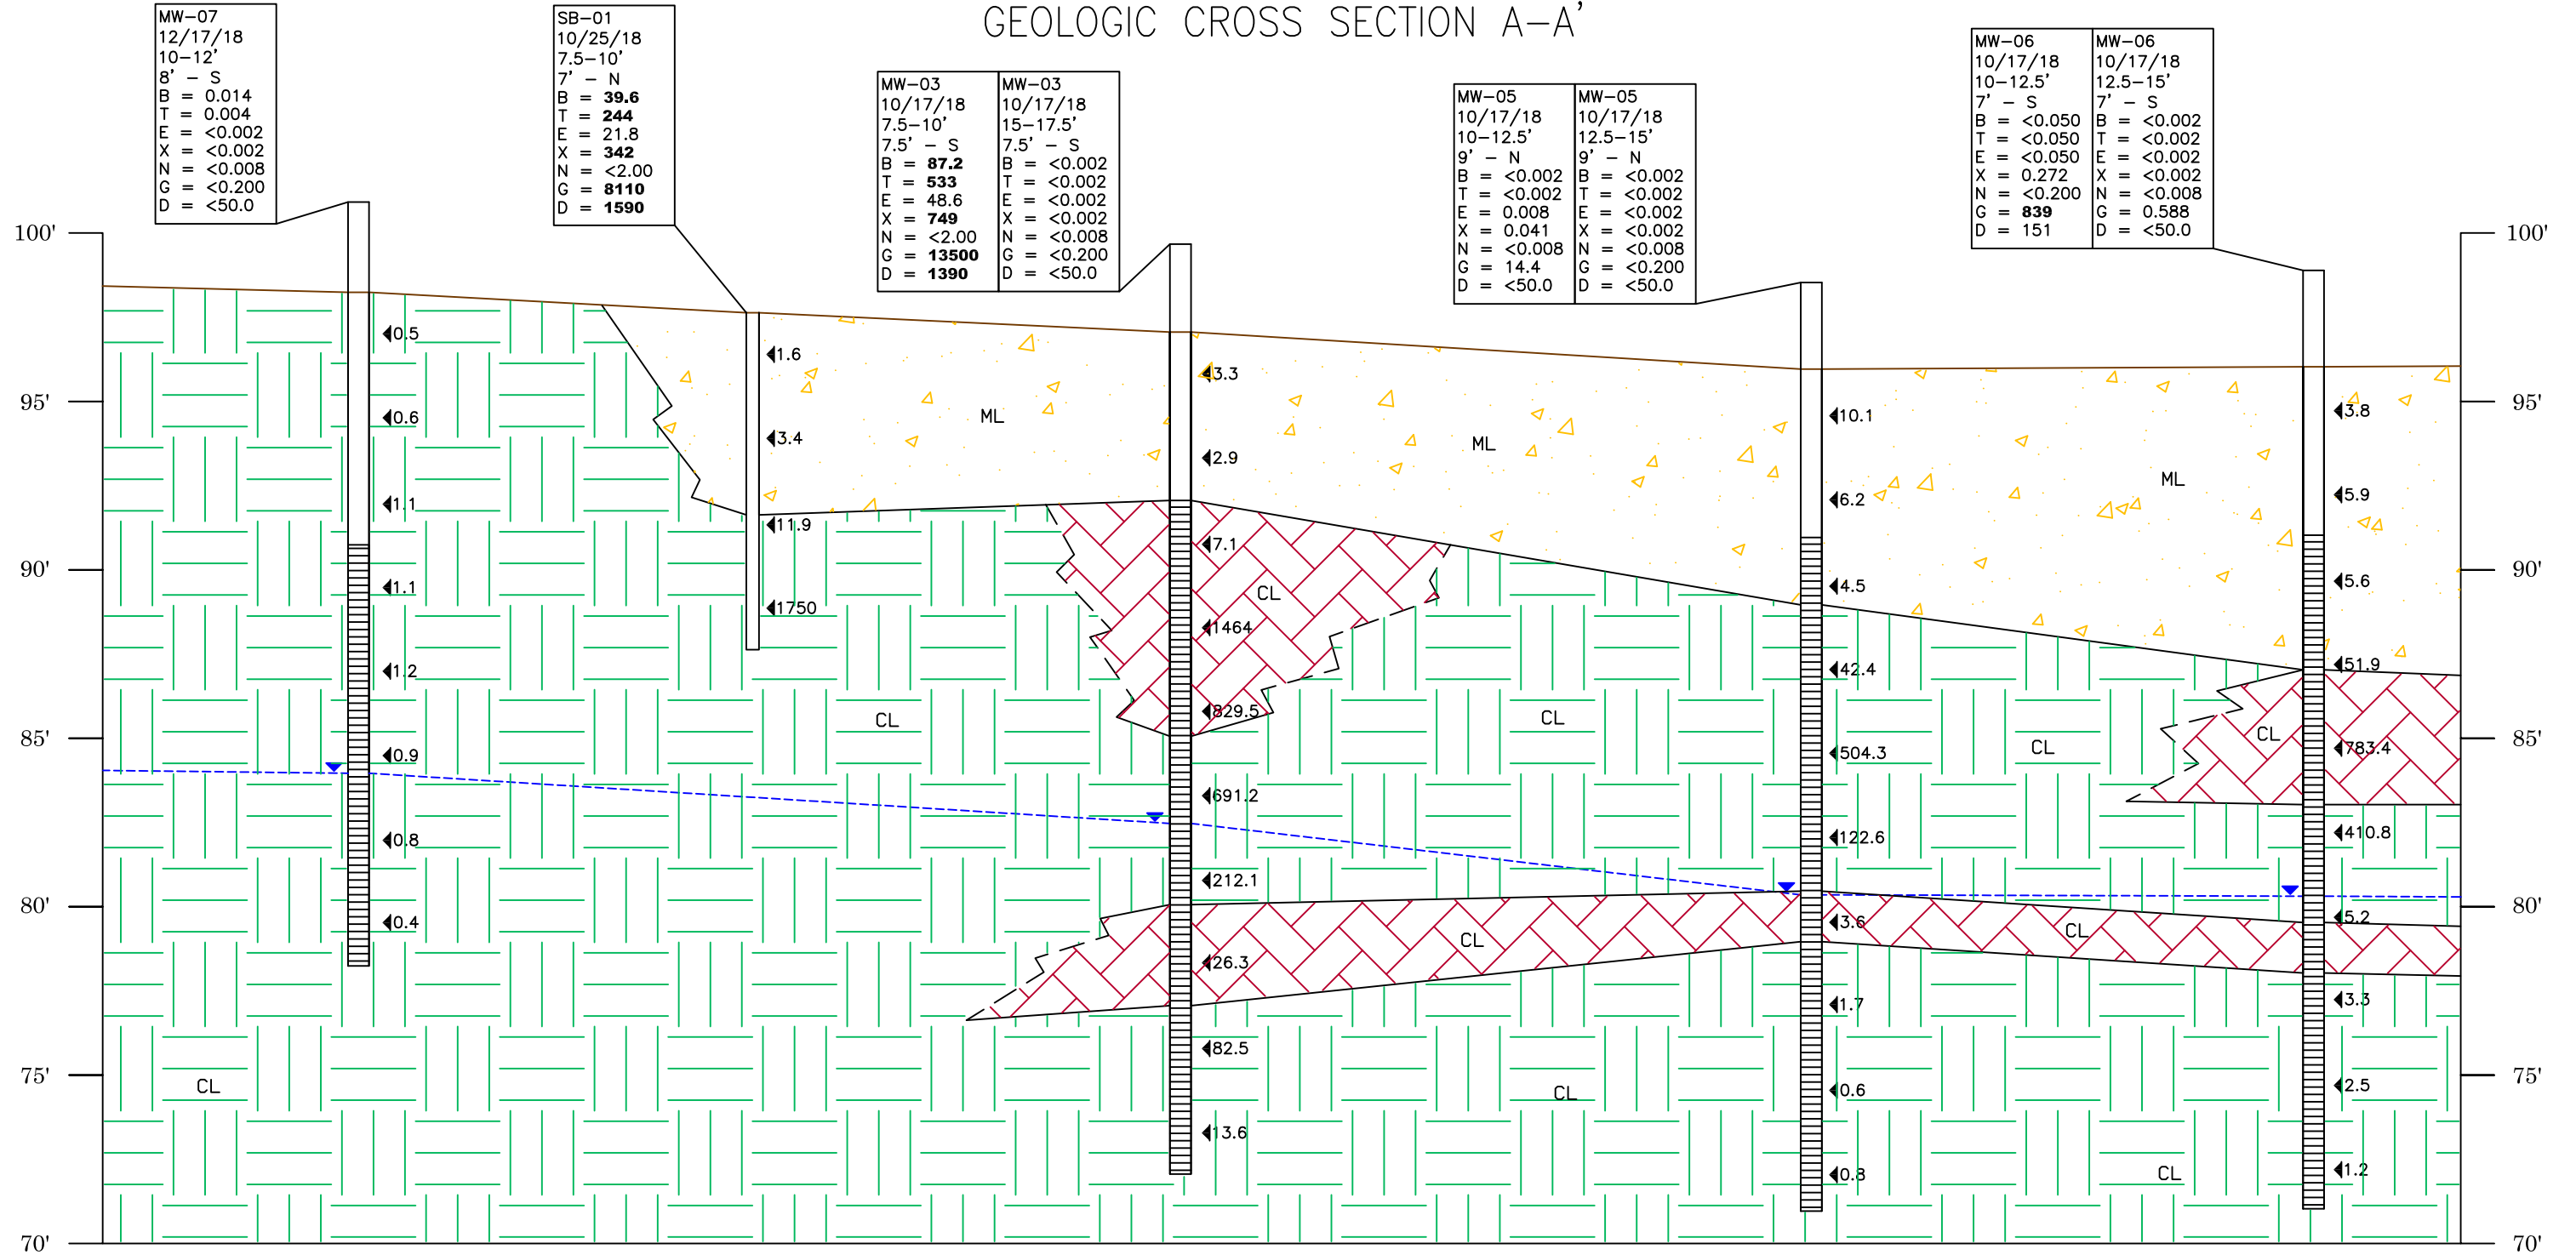 GEOLOGIC CROSS SECTION A-A'
MW-07
12/17/18
10-12'
8' - S
B = 0.014
T = 0.004
E = <0.002
X = <0.002
N = <0.008
G = <0.200
D = <50.0
SB-01
10/25/18
7.5-10'
7' - N
B = 39.6
T = 244
E = 21.8
X = 342
N = <2.00
G = 8110
D = 1590
MW-03
10/17/18
7.5-10'
7.5' - S
B = 87.2
T = 533
E = 48.6
X = 749
N = <2.00
G = 13500
D = 1390
MW-03
10/17/18
15-17.5'
7.5' - S
B = <0.002
T = <0.002
E = <0.002
X = <0.002
N = <0.008
G = <0.200
D = <50.0
MW-05
10/17/18
10-12.5'
9' - N
B = <0.002
T = <0.002
E = 0.008
X = 0.041
N = <0.008
G = 14.4
D = <50.0
MW-05
10/17/18
12.5-15'
9' - N
B = <0.002
T = <0.002
E = <0.002
X = <0.002
N = <0.008
G = <0.200
D = <50.0
MW-06
10/17/18
10-12.5'
7' - S
B = <0.050
T = <0.050
E = <0.050
X = 0.272
N = <0.200
G = 839
D = 151
MW-06
10/17/18
12.5-15'
7' - S
B = <0.002
T = <0.002
E = <0.002
X = <0.002
N = <0.008
G = 0.588
D = <50.0
100'
95'
90'
85'
80'
75'
70'
0.5
0.6
1.1
1.1
1.2
0.9
0.8
0.4
CL
1.6
3.4
11.9
1750
CL
ML
3.3
2.9
7.1
1464
829.5
691.2
212.1
26.3
82.5
13.6
CL
ML
CL
CL
CL
10.1
6.2
4.5
42.4
504.3
122.6
3.6
1.7
0.6
0.8
ML
CL
CL
CL
CL
3.8
5.9
5.6
51.9
783.4
410.8
5.2
3.3
2.5
1.2
100'
95'
90'
85'
80'
75'
70'